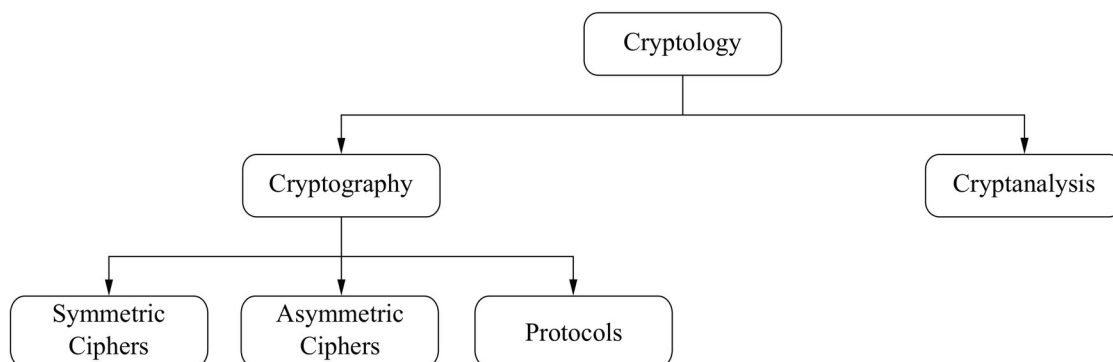 Cryptology
Cryptography
Cryptanalysis
Symmetric
Ciphers
Asymmetric
Ciphers
Protocols